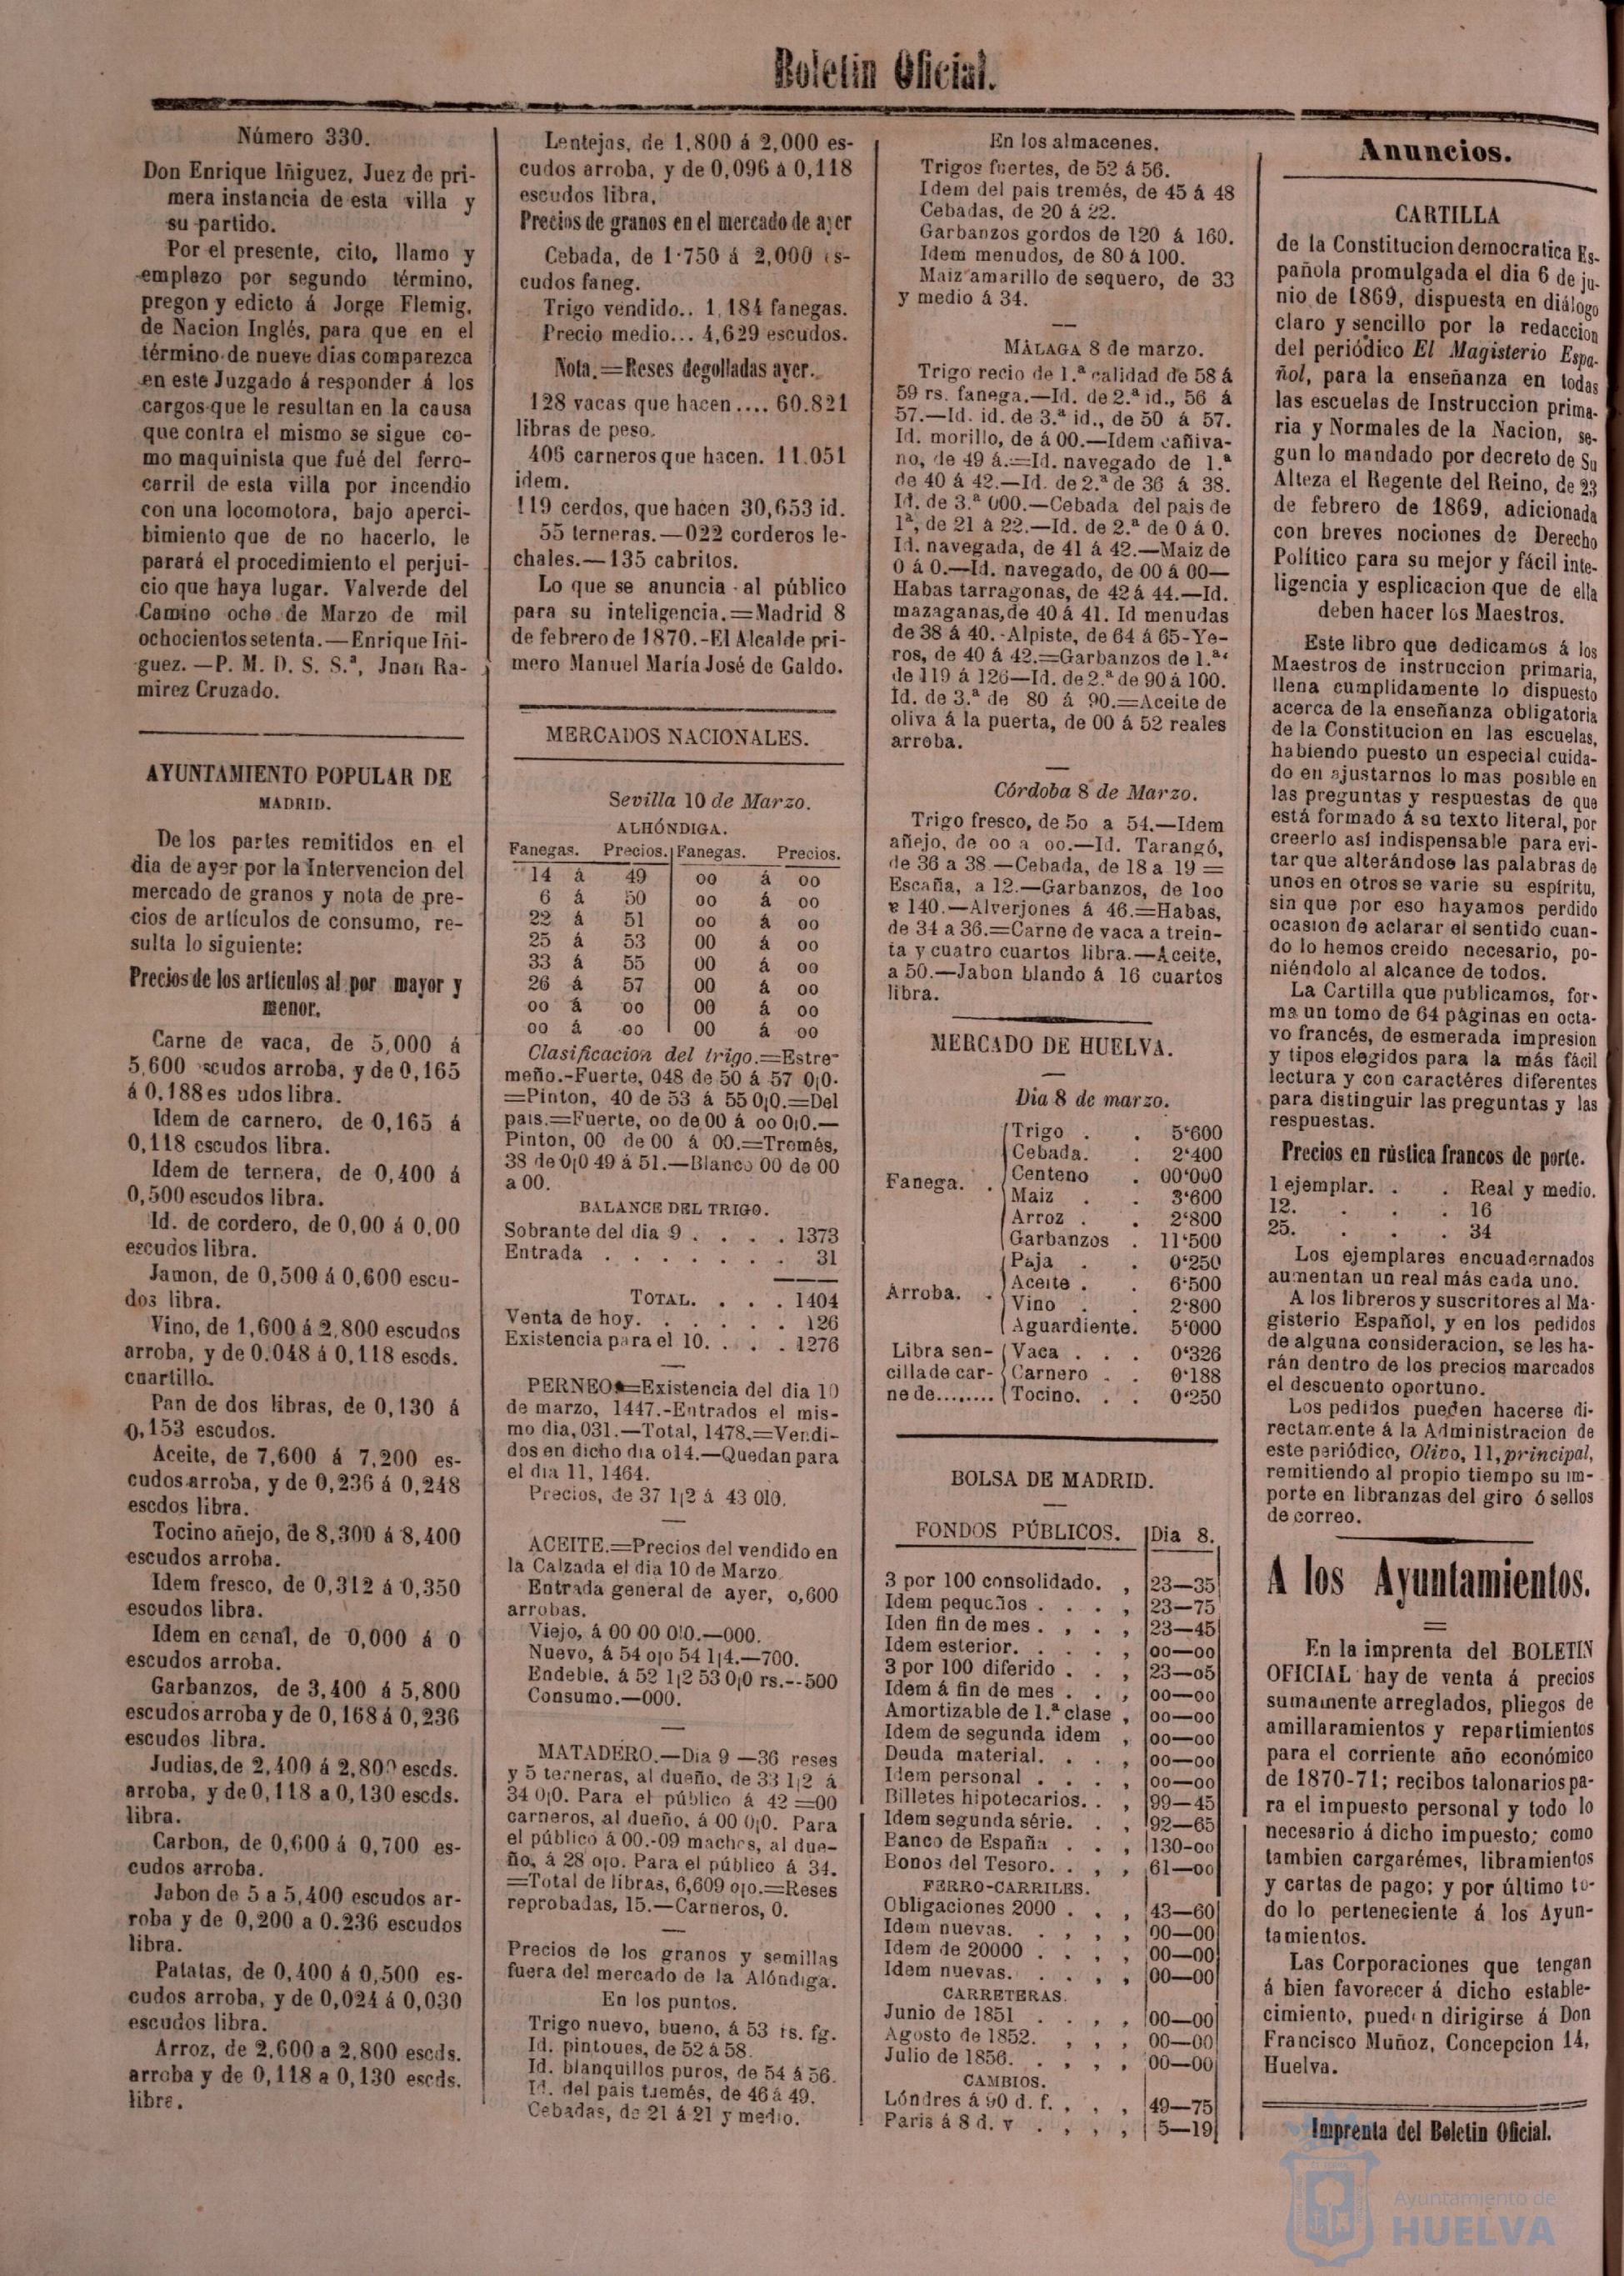 Boletin Oficial.
Número 330.
Don Enrique Iñiguez, Juez de pri-
mera instancia de esta villa y
su partido.
Por el presente, cito, llamo y
emplazo por segundo término,
pregon y edicto á Jorge Flemig,
de Nacion Inglés, para que en el
término de nueve dias comparezca
en este Juzgado á responder á los
cargos que le resultan en la causa
que contra el mismo se sigue co-
mo maquinista que fué del ferro-
carril de esta villa por incendio
con una locomotora, bajo aperci-
bimiento que de no hacerlo, le
parará el procedimiento el perjui-
cio que haya lugar. Valverde del
Camino ocho de Marzo de mil
ochocientos setenta.—Enrique Iñi-
guez.—P. M. D. S. S.ª, Jnan Ra-
mirez Cruzado.
AYUNTAMIENTO POPULAR DE
MADRID.
De los partes remitidos en el
dia de ayer por la Intervencion del
mercado de granos y nota de pre-
cios de artículos de consumo, re-
sulta lo siguiente:
Precios de los artículos al por mayor y
menor.
Carne de vaca, de 5,000 á
5,600 scudos arroba, y de 0,165
á 0,188 es udos libra.
Idem de carnero, de 0,165 á
0,118 escudos libra.
Idem de ternera, de 0,400 á
0,500 escudos libra.
Id. de cordero, de 0,00 á 0,00
escudos libra.
Jamon, de 0,500 á 0,600 escu-
dos libra.
Vino, de 1,600 á 2,800 escudos
arroba, y de 0.048 á 0,118 escds.
cuartillo.
Pan de dos libras, de 0,130 á
0,153 escudos.
Aceite, de 7,600 á 7,200 es-
cudos arroba, y de 0,236 á 0,248
escdos libra.
Tocino añejo, de 8,300 á 8,400
escudos arroba.
Idem fresco, de 0,312 á 0,350
escudos libra.
Idem en canal, de 0,000 á 0
escudos arroba.
Garbanzos, de 3,400 á 5,800
escudos arroba y de 0,168 á 0,236
escudos libra.
Judias, de 2,400 á 2,800 escds.
arroba, y de 0,118 a 0,130 escds.
libra.
Carbon, de 0,600 á 0,700 es-
cudos arroba.
Jabon de 5 a 5,400 escudos ar-
roba y de 0,200 a 0.236 escudos
libra.
Patatas, de 0,400 á 0,500 es-
cudos arroba, y de 0,024 á 0,030
escudos libra.
Arroz, de 2,600 a 2,800 escds.
arroba y de 0,118 a 0,130 escds.
libra.
Lentejas, de 1,800 á 2,000 es-
cudos arroba, y de 0,096 á 0,118
escudos libra,
Precios de granos en el mercado de ayer
Cebada, de 1·750 á 2,000 es-
cudos faneg.
Trigo vendido.. 1,184 fanegas.
Precio medio... 4,629 escudos.
Nota.=Reses degolladas ayer.
128 vacas que hacen.... 60.821
libras de peso.
406 carneros que hacen. 11.051
idem.
119 cerdos, que hacen 30,653 id.
55 terneras.—022 corderos le-
chales.—135 cabritos.
Lo que se anuncia al público
para su inteligencia.=Madrid 8
de febrero de 1870.-El Alcalde pri-
mero Manuel María José de Galdo.
MERCADOS NACIONALES.
Sevilla 10 de Marzo.
ALHÓNDIGA.
Fanegas. Precios. Fanegas. Precios.
14 á 49 00 á 00
6 á 50 00 á 00
22 á 51 00 á 00
25 á 53 00 á 00
33 á 55 00 á 00
26 á 57 00 á 00
00 á 00 00 á 00
00 á 00 00 á 00
Clasificacion del trigo.=Estre-
meño.-Fuerte, 048 de 50 á 57 0|0.
=Pinton, 40 de 53 á 55 0|0.=Del
pais.=Fuerte, oo de 00 á oo 0|0.—
Pinton, 00 de 00 á 00.=Tremés,
38 de 0|0 49 á 51.—Blanco 00 de 00
a 00.
BALANCE DEL TRIGO.
Sobrante del dia 9 . . . . 1373
Entrada . . . . . . . 31
TOTAL. . . . 1404
Venta de hoy. . . . . . 126
Existencia para el 10. . . . 1276
PERNEOS=Existencia del dia 10
de marzo, 1447.-Entrados el mis-
mo dia, 031.—Total, 1478,=Vendi-
dos en dicho dia o14.—Quedan para
el dia 11, 1464.
Precios, de 37 1|2 á 43 0|0.
ACEITE.=Precios del vendido en
la Calzada el dia 10 de Marzo.
Entrada general de ayer, o,600
arrobas.
Viejo, á 00 00 0|0.—000.
Nuevo, á 54 o|o 54 1|4.—700.
Endeble, á 52 1|2 53 0|0 rs.--500
Consumo.—000.
MATADERO.—Dia 9 —36 reses
y 5 terneras, al dueño, de 33 1|2 á
34 0|0. Para el público á 42 =00
carneros, al dueño, á 00 0|0. Para
el público á 00.-09 machos, al due-
ño, á 28 o|o. Para el público á 34.
=Total de libras, 6,609 o|o.=Reses
reprobadas, 15.—Carneros, 0.
Precios de los granos y semillas
fuera del mercado de la Alóndiga.
En los puntos.
Trigo nuevo, bueno, á 53 rs. fg.
Id. pintoues, de 52 á 58.
Id. blanquillos puros, de 54 á 56.
Id. del pais tremés, de 46 á 49.
Cebadas, de 21 á 21 y medio.
En los almacenes.
Trigos fuertes, de 52 á 56.
Idem del pais tremés, de 45 á 48
Cebadas, de 20 á 22.
Garbanzos gordos de 120 á 160.
Idem menudos, de 80 á 100.
Maiz amarillo de sequero, de 33
y medio á 34.
MÁLAGA 8 de marzo.
Trigo recio de 1.ª calidad de 58 á
59 rs. fanega.—Id. de 2.ª id., 56 á
57.—Id. id. de 3.ª id., de 50 á 57.
Id. morillo, de á 00.—Idem cañiva-
no, de 49 á.=Id. navegado de 1.ª
de 40 á 42.—Id. de 2.ª de 36 á 38.
Id. de 3.ª 000.—Cebada del pais de
1ª, de 21 á 22.—Id. de 2.ª de 0 á 0.
Id. navegada, de 41 á 42.—Maiz de
0 á 0.—Id. navegado, de 00 á 00—
Habas tarragonas, de 42 á 44.—Id.
mazaganas, de 40 á 41. Id menudas
de 38 á 40.-Alpiste, de 64 á 65-Ye-
ros, de 40 á 42.=Garbanzos de 1.ª
de 119 á 126—Id. de 2.ª de 90 á 100.
Id. de 3.ª de 80 á 90.=Aceite de
oliva á la puerta, de 00 á 52 reales
arroba.
Córdoba 8 de Marzo.
Trigo fresco, de 5o a 54.—Idem
añejo, de oo a oo.—Id. Tarangó,
de 36 a 38.—Cebada, de 18 a 19 =
Escaña, a 12.—Garbanzos, de 1oo
a 140.—Alverjones á 46.=Habas,
de 34 a 36.=Carne de vaca a trein-
ta y cuatro cuartos libra.—Aceite,
a 50.—Jabon blando á 16 cuartos
libra.
MERCADO DE HUELVA.
Dia 8 de marzo.
Trigo . . 5‘600
Cebada. . 2‘400
Fanega. . Centeno . 00‘000
Maiz . . 3‘600
Arroz . . 2‘800
Garbanzos . 11‘500
Paja . . 0‘250
Arroba. . Aceite . . 6‘500
Vino . . 2‘800
Aguardiente. 5‘000
Libra sen- Vaca . . . 0‘326
cilla de car- Carnero . . 0‘188
ne de........ Tocino. . . 0‘250
BOLSA DE MADRID.
FONDOS PÚBLICOS. Dia 8.
3 por 100 consolidado. , 23—35
Idem pequeños . . . , 23—75
Iden fin de mes . , . , 23—45
Idem esterior. . . . , 00—00
3 por 100 diferido . . , 23—05
Idem á fin de mes . . , 00—00
Amortizable de 1.ª clase , 00—00
Idem de segunda idem , 00—00
Deuda material. . . , 00—00
Idem personal . . . , 00—00
Billetes hipotecarios. . , 99—45
Idem segunda série. . , 92—65
Banco de España . . , 130-00
Bonos del Tesoro. . , , 61—00
FERRO-CARRILES.
Obligaciones 2000 . . , 43—60
Idem nuevas. . , , , 00—00
Idem de 20000 . . , , 00—00
Idem nuevas. . . , , 00—00
CARRETERAS.
Junio de 1851 . . , , 00—00
Agosto de 1852. , , , 00—00
Julio de 1856. . , , , 00—00
CAMBIOS.
Lóndres á 90 d. f. , , , 49—75
Paris á 8 d. v . , , , 5—19
Anuncios.
CARTILLA
de la Constitucion democratica Es-
pañola promulgada el dia 6 de ju-
nio de 1869, dispuesta en diálogo
claro y sencillo por la redaccion
del periódico El Magisterio Espa-
ñol, para la enseñanza en todas
las escuelas de Instruccion prima-
ria y Normales de la Nacion, se-
gun lo mandado por decreto de Su
Alteza el Regente del Reino, de 23
de febrero de 1869, adicionada
con breves nociones de Derecho
Político para su mejor y fácil inte-
ligencia y esplicacion que de ella
deben hacer los Maestros.
Este libro que dedicamos á los
Maestros de instruccion primaria,
llena cumplidamente lo dispuesto
acerca de la enseñanza obligatoria
de la Constitucion en las escuelas,
habiendo puesto un especial cuida-
do en ajustarnos lo mas posible en
las preguntas y respuestas de que
está formado á su texto literal, por
creerlo así indispensable para evi-
tar que alterándose las palabras de
unos en otros se varie su espíritu,
sin que por eso hayamos perdido
ocasion de aclarar el sentido cuan-
do lo hemos creido necesario, po-
niéndolo al alcance de todos.
La Cartilla que publicamos, for-
ma un tomo de 64 páginas en octa-
vo francés, de esmerada impresion
y tipos elegidos para la más fácil
lectura y con caractéres diferentes
para distinguir las preguntas y las
respuestas.
Precios en rústica francos de porte.
1 ejemplar. . . Real y medio.
12. . . . 16
25. . . . 34
Los ejemplares encuadernados
aumentan un real más cada uno.
A los libreros y suscritores al Ma-
gisterio Español, y en los pedidos
de alguna consideracion, se les ha-
rán dentro de los precios marcados
el descuento oportuno.
Los pedidos pueden hacerse di-
rectamente á la Administracion de
este periódico, Olivo, 11, principal,
remitiendo al propio tiempo su im-
porte en libranzas del giro ó sellos
de correo.
A los Ayuntamientos.
En la imprenta del BOLETIN
OFICIAL hay de venta á precios
sumamente arreglados, pliegos de
amillaramientos y repartimientos
para el corriente año económico
de 1870-71; recibos talonarios pa-
ra el impuesto personal y todo lo
necesario á dicho impuesto; como
tambien cargarémes, libramientos
y cartas de pago; y por último to-
do lo perteneciente á los Ayun-
tamientos.
Las Corporaciones que tengan
á bien favorecer á dicho estable-
cimiento, pueden dirigirse á Don
Francisco Muñoz, Concepcion 14,
Huelva.
Imprenta del Boletin Oficial.
Ayuntamiento de
HUELVA